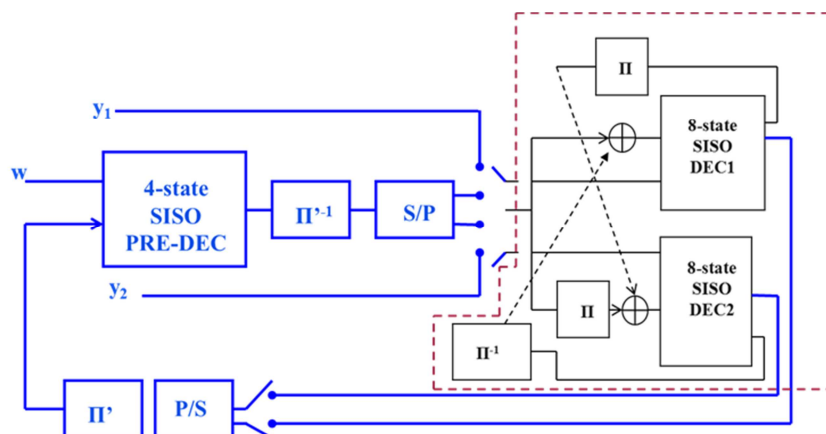 Π
y1
8-state
SISO
DEC1
w
4-state
SISO
PRE-DEC
Π'-1
S/P
8-state
SISO
DEC2
y2
Π
Π-1
Π'
P/S